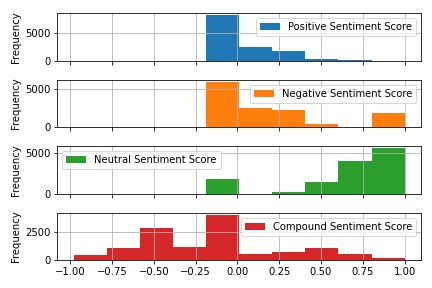 Frequency
5000
0
Positive Sentiment Score
Frequency
5000
0
Negative Sentiment Score
Frequency
5000
0
Neutral Sentiment Score
Frequency
2500
0
Compound Sentiment Score
−1.00 −0.75 −0.50 −0.25 0.00 0.25 0.50 0.75 1.00